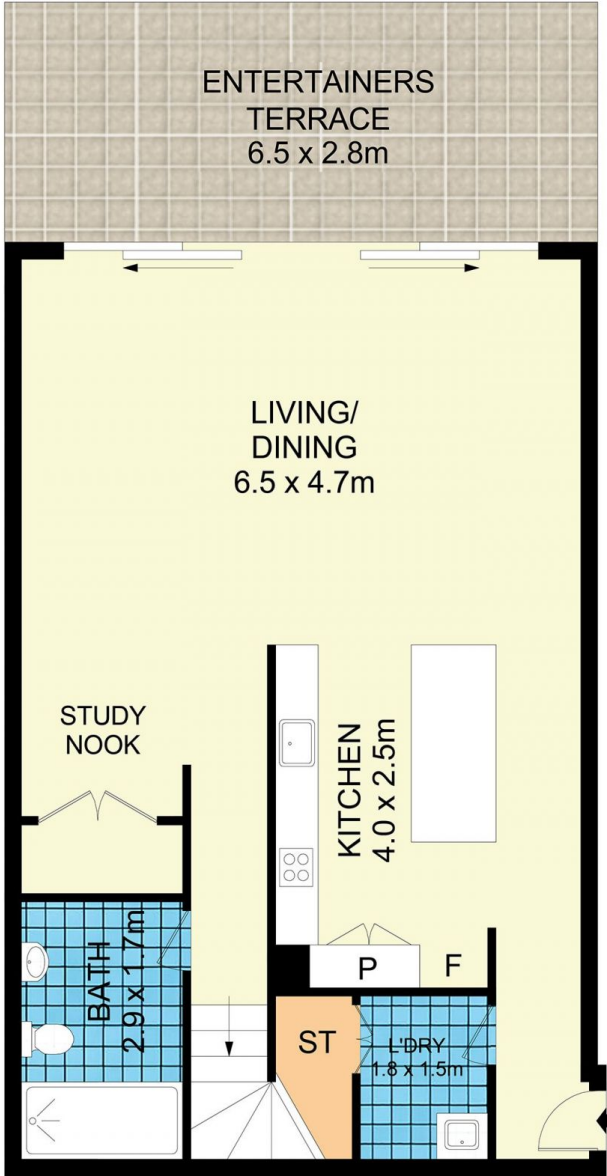 ENTERTAINERS
TERRACE
6.5 x 2.8m
LIVING/
DINING
6.5 x 4.7m
STUDY
NOOK
KITCHEN
4.0 x 2.5m
BATH
2.9 x 1.7m
P
F
ST
L'DRY
1.8 x 1.5m